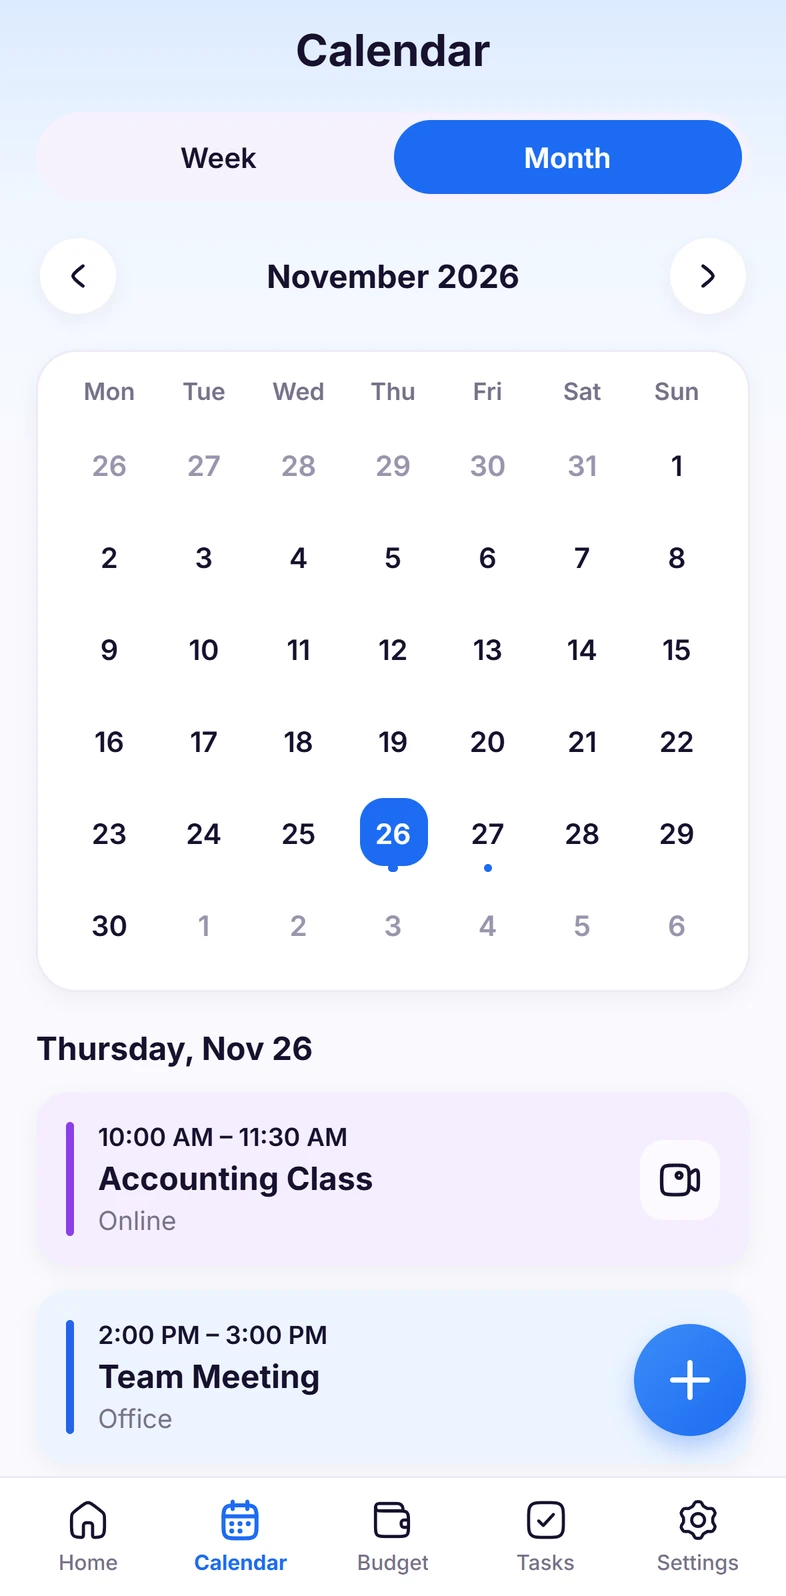 Calendar
Week Month
November 2026
Mon Tue Wed Thu Fri Sat Sun
26 27 28 29 30 31 1
2 3 4 5 6 7 8
9 10 11 12 13 14 15
16 17 18 19 20 21 22
23 24 25 26 27 28 29
30 1 2 3 4 5 6
Thursday, Nov 26
10:00 AM – 11:30 AM
Accounting Class
Online
2:00 PM – 3:00 PM
Team Meeting
Office
Home Calendar Budget Tasks Settings